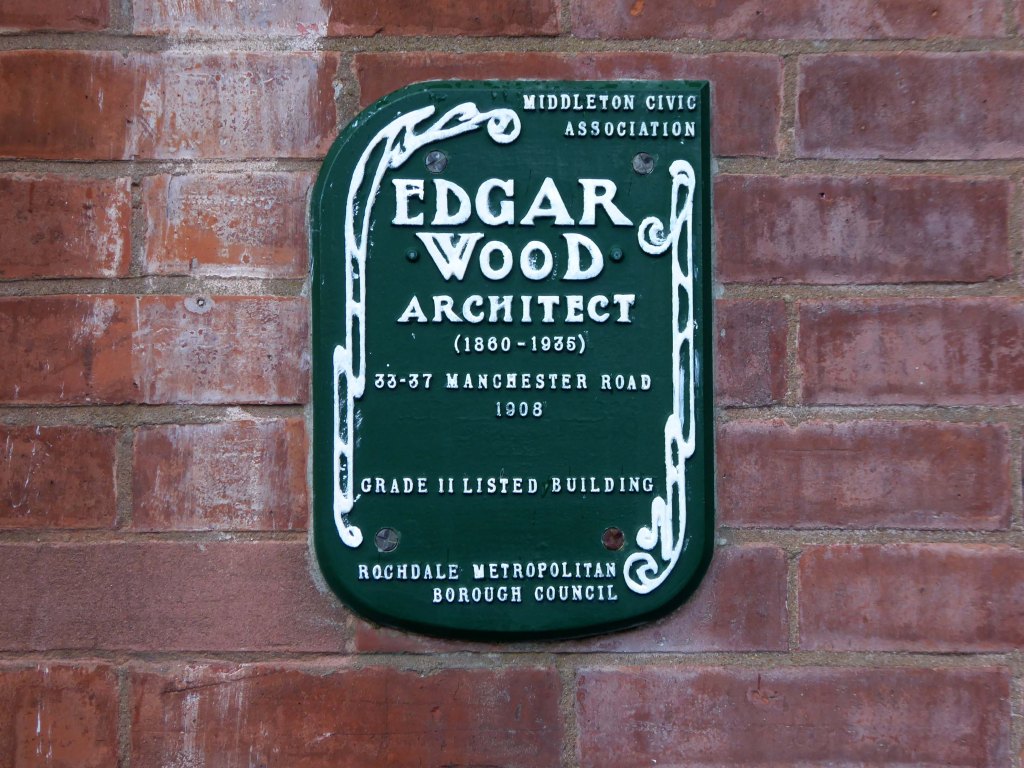 MIDDLETON CIVIC
ASSOCIATION
EDGAR
WOOD
ARCHITECT
(1860-1935)
33-37 MANCHESTER ROAD
1908
GRADE II LISTED BUILDING
ROCHDALE METROPOLITAN
BOROUGH COUNCIL